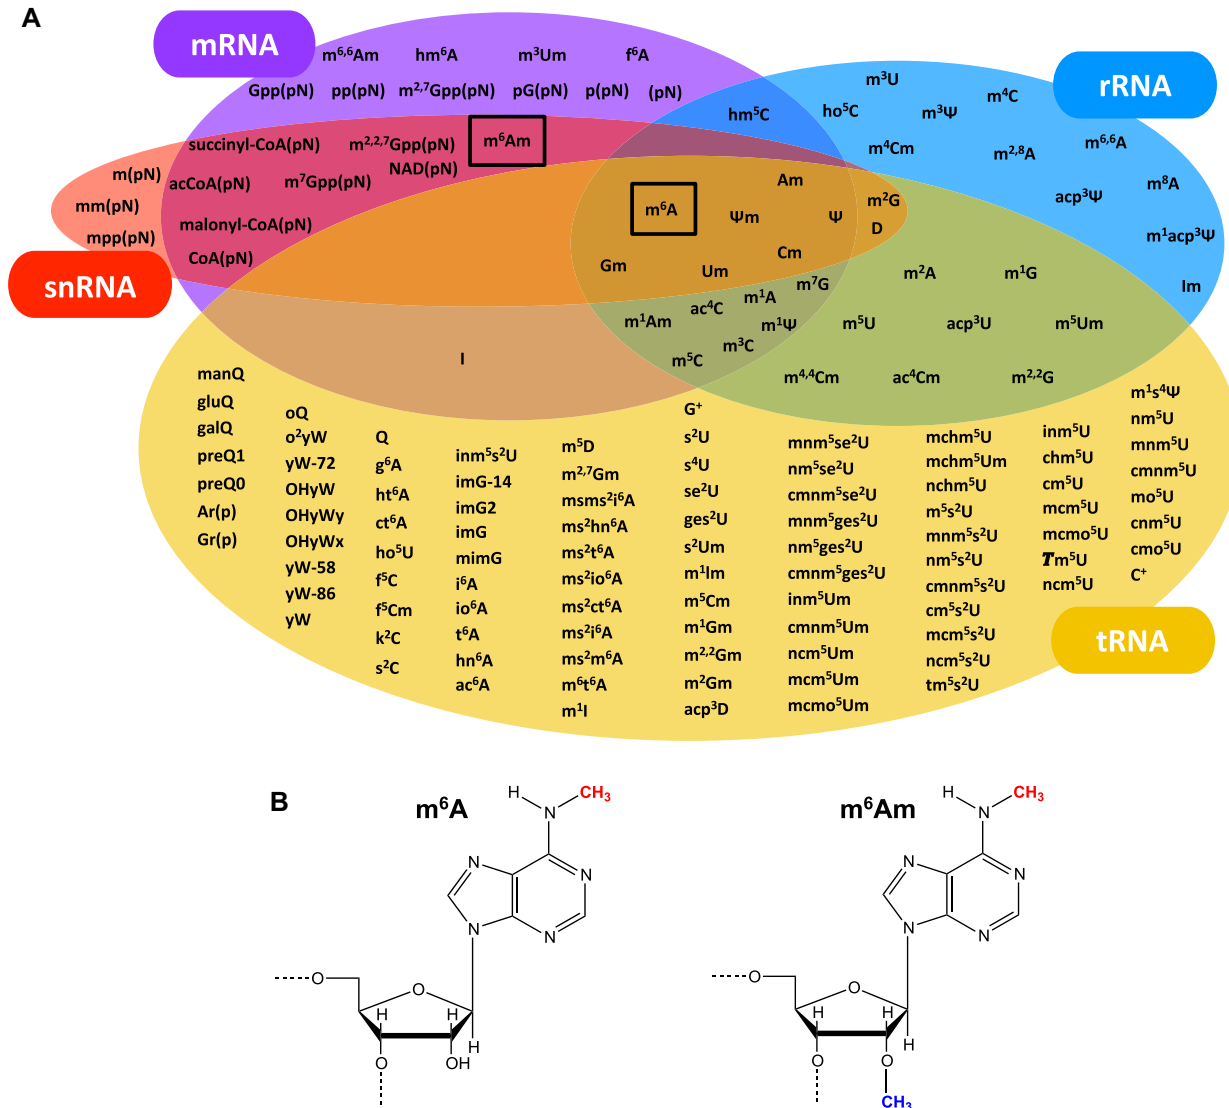 A
mRNA
rRNA
snRNA
tRNA
m⁶,⁶Am hm⁶A m³Um f⁶A
Gpp(pN) pp(pN) m²,⁷Gpp(pN) pG(pN) p(pN) (pN)
succinyl-CoA(pN) m²,²,⁷Gpp(pN) m⁶Am
NAD(pN)
m(pN) acCoA(pN) m⁷Gpp(pN)
mm(pN)
malonyl-CoA(pN)
mpp(pN)
CoA(pN)
m³U
hm⁵C ho⁵C m³Ψ m⁴C
m⁴Cm m²,⁸A m⁶,⁶A
acp³Ψ m⁸A
m¹acp³Ψ
Im
Am
m⁶A Ψm Ψ m²G
D
Gm Um Cm
m⁷G
m²A m¹G
m¹Am ac⁴C m¹A
m¹Ψ
m⁵C m³C
m⁵U acp³U m⁵Um
m⁴,⁴Cm ac⁴Cm m²,²G
I
manQ
gluQ
galQ
preQ1
preQ0
Ar(p)
Gr(p)
oQ
o²yW
yW-72
OHyW
OHyWy
OHyWx
yW-58
yW-86
yW
Q
g⁶A
ht⁶A
ct⁶A
ho⁵U
f⁵C
f⁵Cm
k²C
s²C
inm⁵s²U
imG-14
imG2
imG
mimG
i⁶A
io⁶A
t⁶A
hn⁶A
ac⁶A
m⁵D
m²,⁷Gm
msms²i⁶A
ms²hn⁶A
ms²t⁶A
ms²io⁶A
ms²ct⁶A
ms²i⁶A
ms²m⁶A
m⁶t⁶A
m¹I
G⁺
s²U
s⁴U
se²U
ges²U
s²Um
m¹Im
m⁵Cm
m¹Gm
m²,²Gm
m²Gm
acp³D
mnm⁵se²U
nm⁵se²U
cmnm⁵se²U
mnm⁵ges²U
nm⁵ges²U
cmnm⁵ges²U
inm⁵Um
cmnm⁵Um
ncm⁵Um
mcm⁵Um
mcmo⁵Um
mchm⁵U
mchm⁵Um
nchm⁵U
m⁵s²U
mnm⁵s²U
nm⁵s²U
cmnm⁵s²U
cm⁵s²U
mcm⁵s²U
ncm⁵s²U
tm⁵s²U
inm⁵U
chm⁵U
cm⁵U
mcm⁵U
mcmo⁵U
Tm⁵U
ncm⁵U
m¹s⁴Ψ
nm⁵U
mnm⁵U
cmnm⁵U
mo⁵U
cnm⁵U
cmo⁵U
C⁺
B
m⁶A
H CH₃
N
N N
N N
O O
H H
H
O OH
m⁶Am
H CH₃
N
N N
N N
O O
H H
H
O O
CH₃